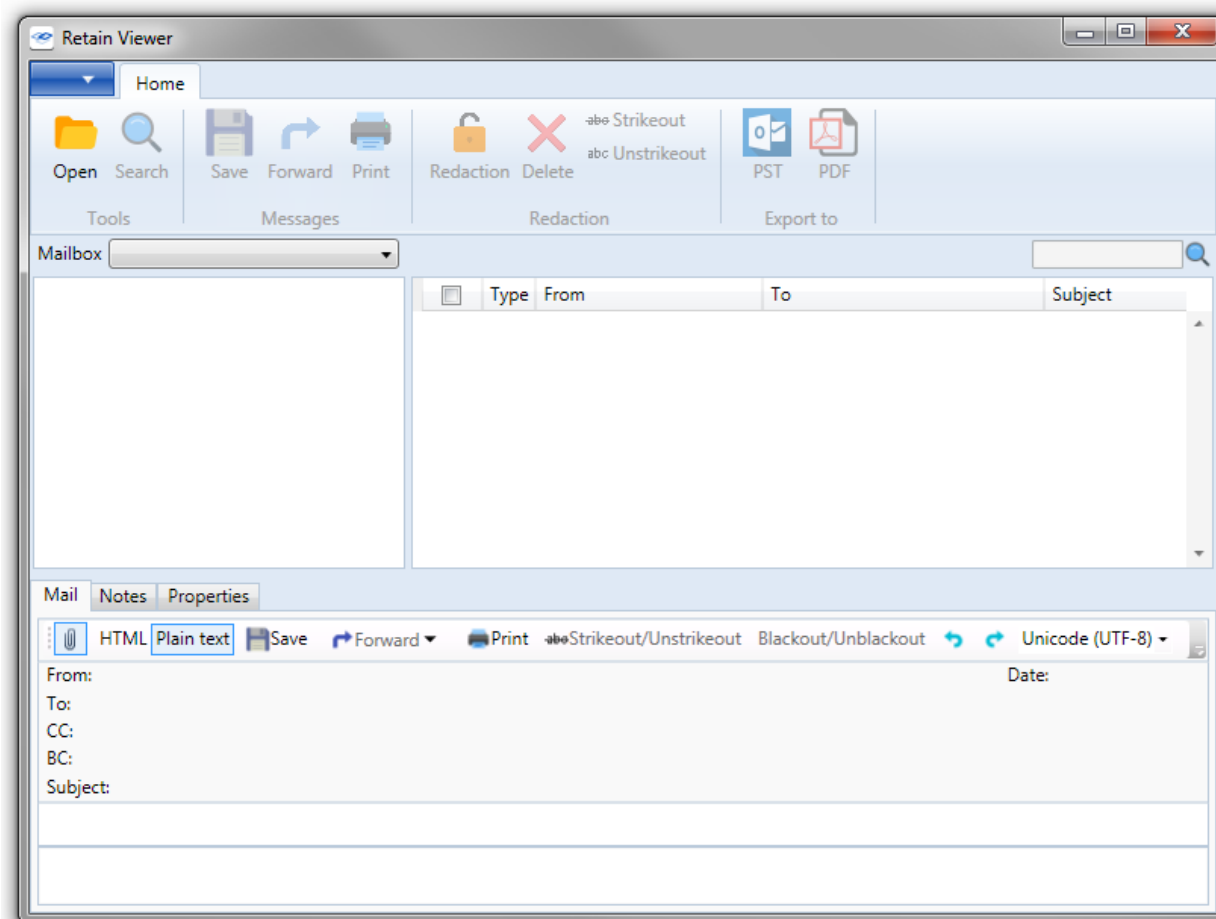 Retain Viewer
Home
abc Strikeout
abc Unstrikeout
Open Search Save Forward Print Redaction Delete PST PDF
Tools Messages Redaction Export to
Mailbox
Type From To Subject
Mail Notes Properties
HTML Plain text Save Forward Print abc Strikeout/Unstrikeout Blackout/Unblackout Unicode (UTF-8)
From: Date:
To:
CC:
BC:
Subject: